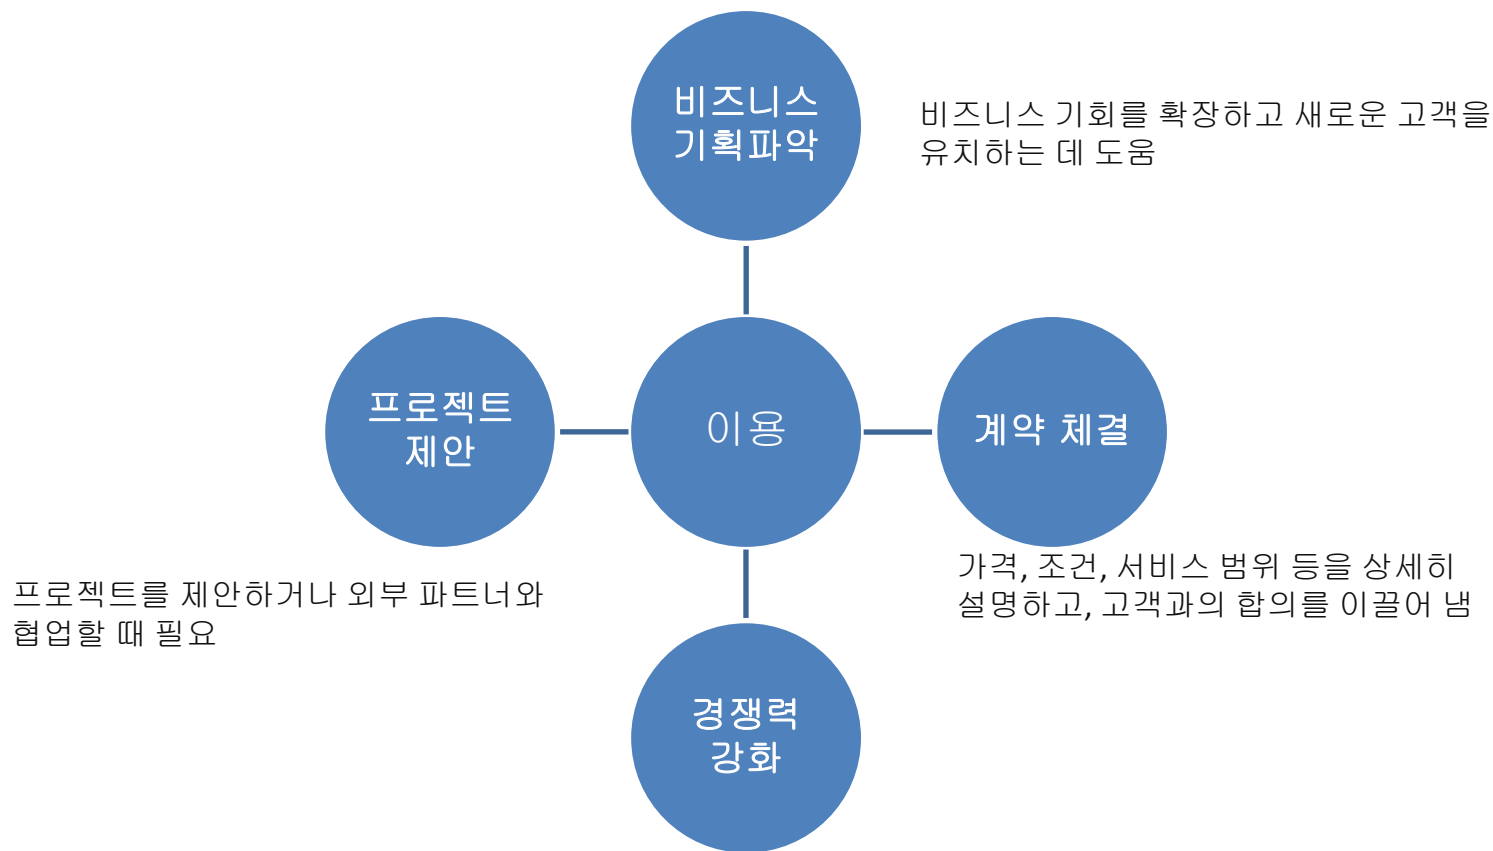 비즈니스
기획파악
비즈니스 기회를 확장하고 새로운 고객을
유치하는 데 도움
프로젝트
제안
이용
계약 체결
프로젝트를 제안하거나 외부 파트너와
협업할 때 필요
가격, 조건, 서비스 범위 등을 상세히
설명하고, 고객과의 합의를 이끌어 냄
경쟁력
강화